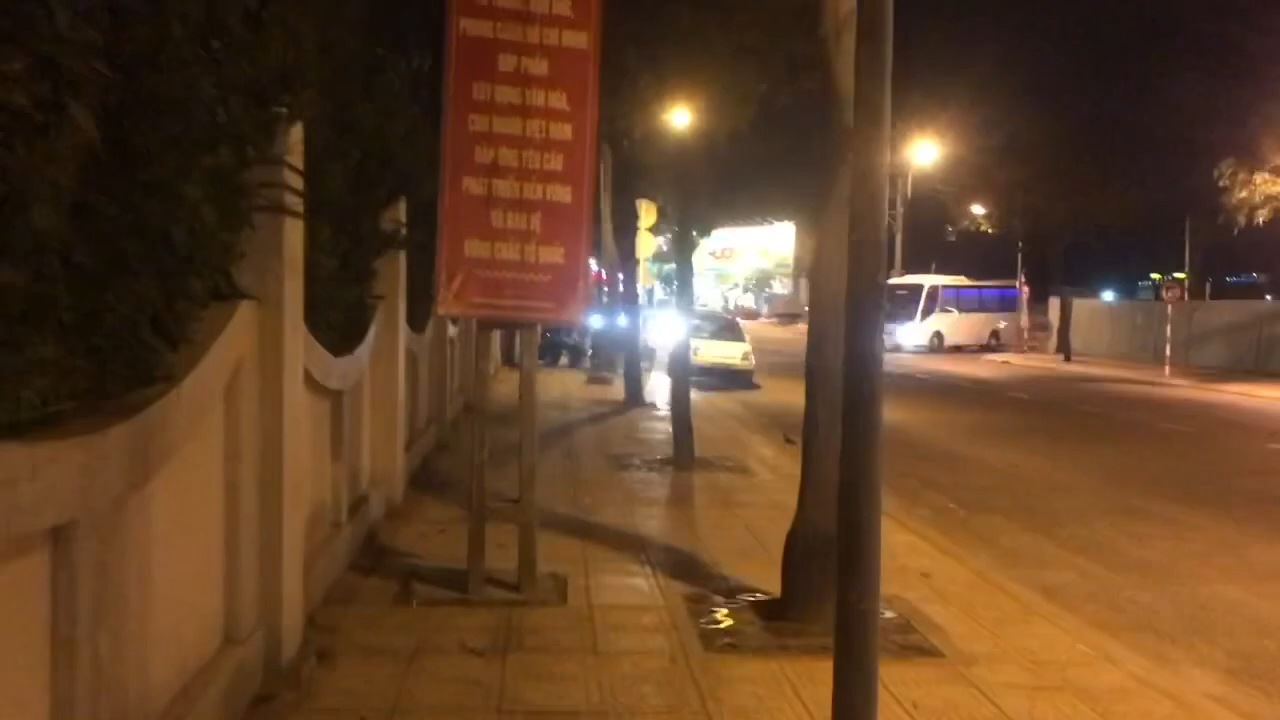 PHONG CÁCH HỒ CHÍ MINH
GÓP PHẦN
XÂY DỰNG VĂN HÓA,
CON NGƯỜI VIỆT NAM
ĐÁP ỨNG YÊU CẦU
PHÁT TRIỂN BỀN VỮNG
VÀ BẢO VỆ
VỮNG CHẮC TỔ QUỐC